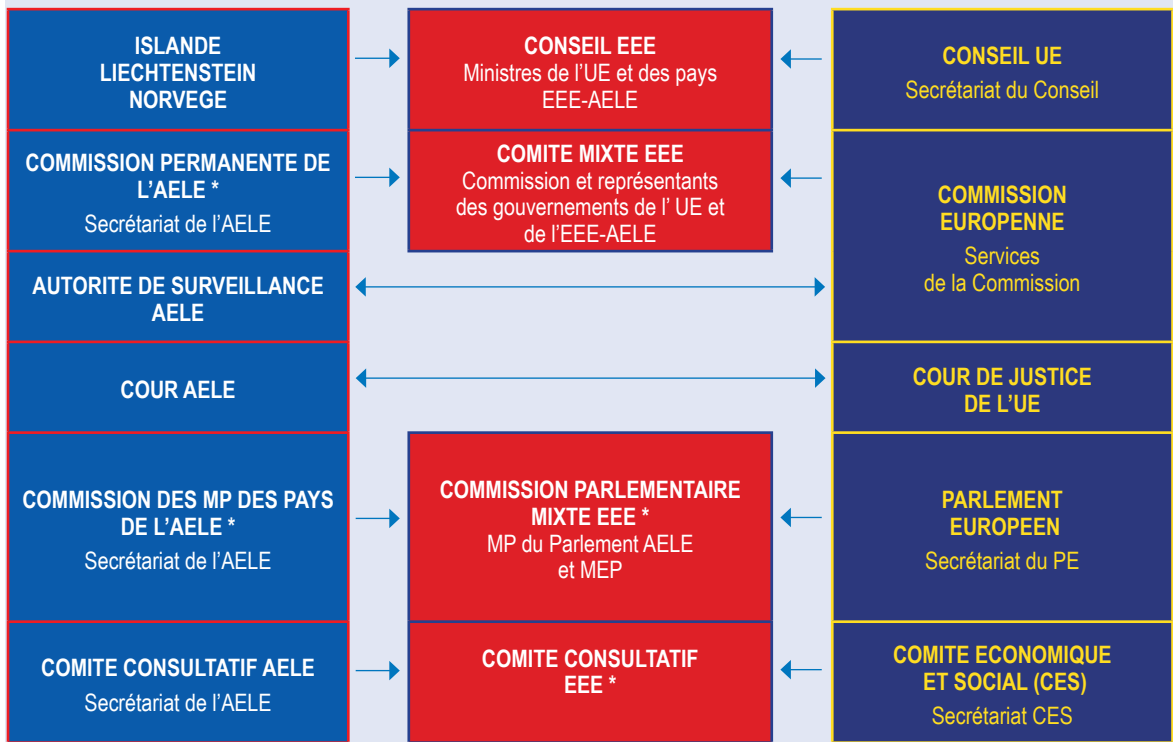 ISLANDE
LIECHTENSTEIN
NORVEGE
CONSEIL EEE
Ministres de l’UE et des pays
EEE-AELE
CONSEIL UE
Secrétariat du Conseil
COMMISSION PERMANENTE DE
L’AELE *
Secrétariat de l’AELE
COMITE MIXTE EEE
Commission et représentants
des gouvernements de l’ UE et
de l’EEE-AELE
COMMISSION
EUROPENNE
Services
de la Commission
AUTORITE DE SURVEILLANCE
AELE
COUR AELE
COUR DE JUSTICE
DE L’UE
COMMISSION DES MP DES PAYS
DE L’AELE *
Secrétariat de l’AELE
COMMISSION PARLEMENTAIRE
MIXTE EEE *
MP du Parlement AELE
et MEP
PARLEMENT
EUROPEEN
Secrétariat du PE
COMITE CONSULTATIF AELE
Secrétariat de l’AELE
COMITE CONSULTATIF
EEE *
COMITE ECONOMIQUE
ET SOCIAL (CES)
Secrétariat CES